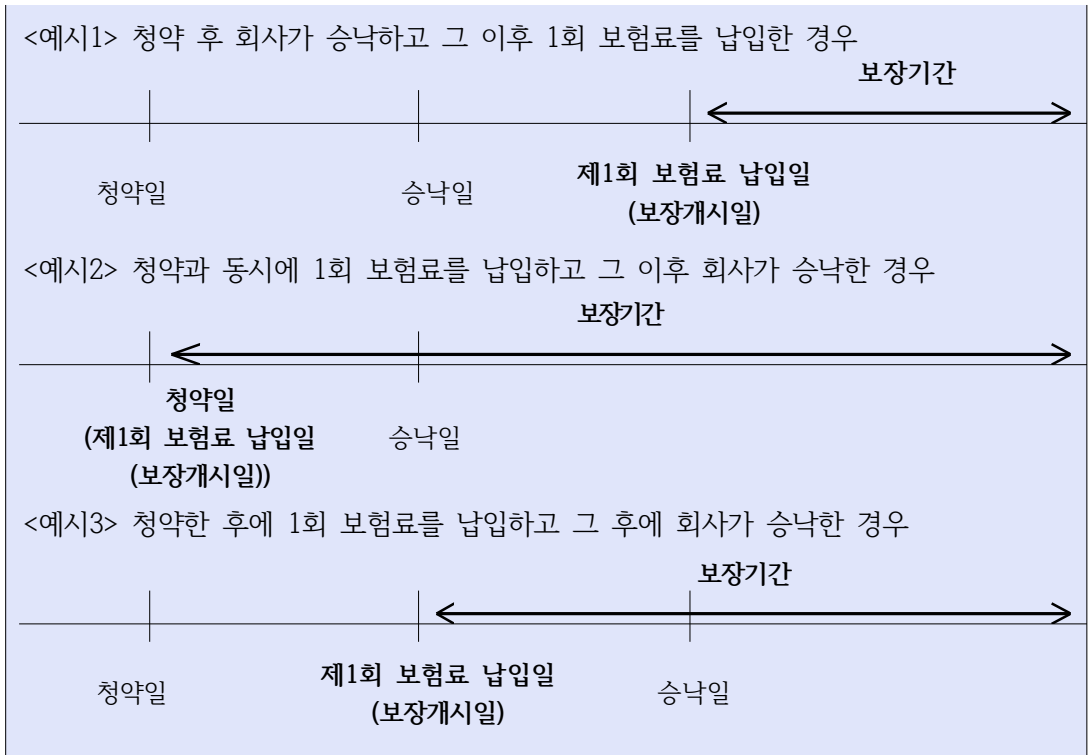 <예시1> 청약 후 회사가 승낙하고 그 이후 1회 보험료를 납입한 경우
보장기간
청약일
승낙일
제1회 보험료 납입일
(보장개시일)
<예시2> 청약과 동시에 1회 보험료를 납입하고 그 이후 회사가 승낙한 경우
보장기간
청약일
(제1회 보험료 납입일
(보장개시일))
승낙일
<예시3> 청약한 후에 1회 보험료를 납입하고 그 후에 회사가 승낙한 경우
보장기간
청약일
제1회 보험료 납입일
(보장개시일)
승낙일